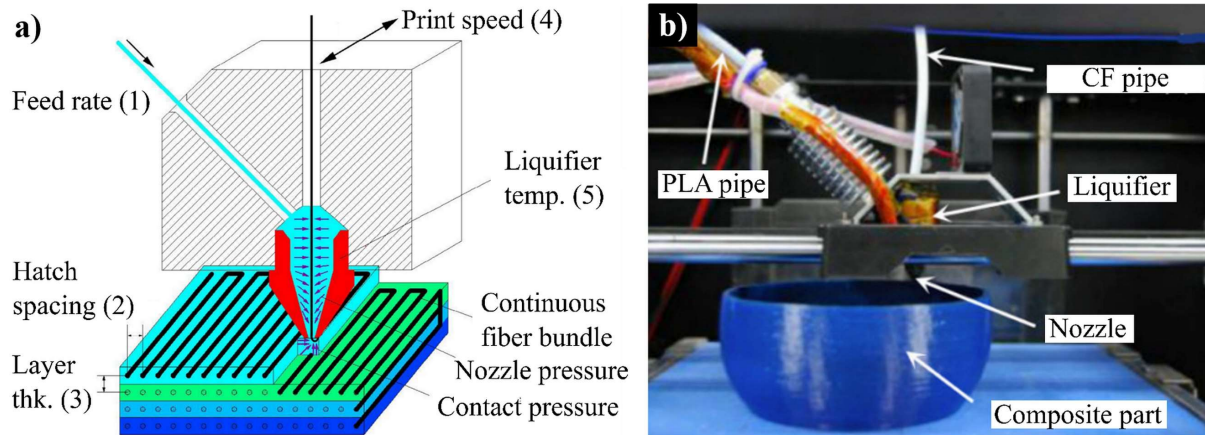 a)
Print speed (4)
Feed rate (1)
Liquifier
temp. (5)
Hatch
spacing (2)
Continuous
fiber bundle
Layer
thk. (3)
Nozzle pressure
Contact pressure
b)
CF pipe
PLA pipe
Liquifier
Nozzle
Composite part